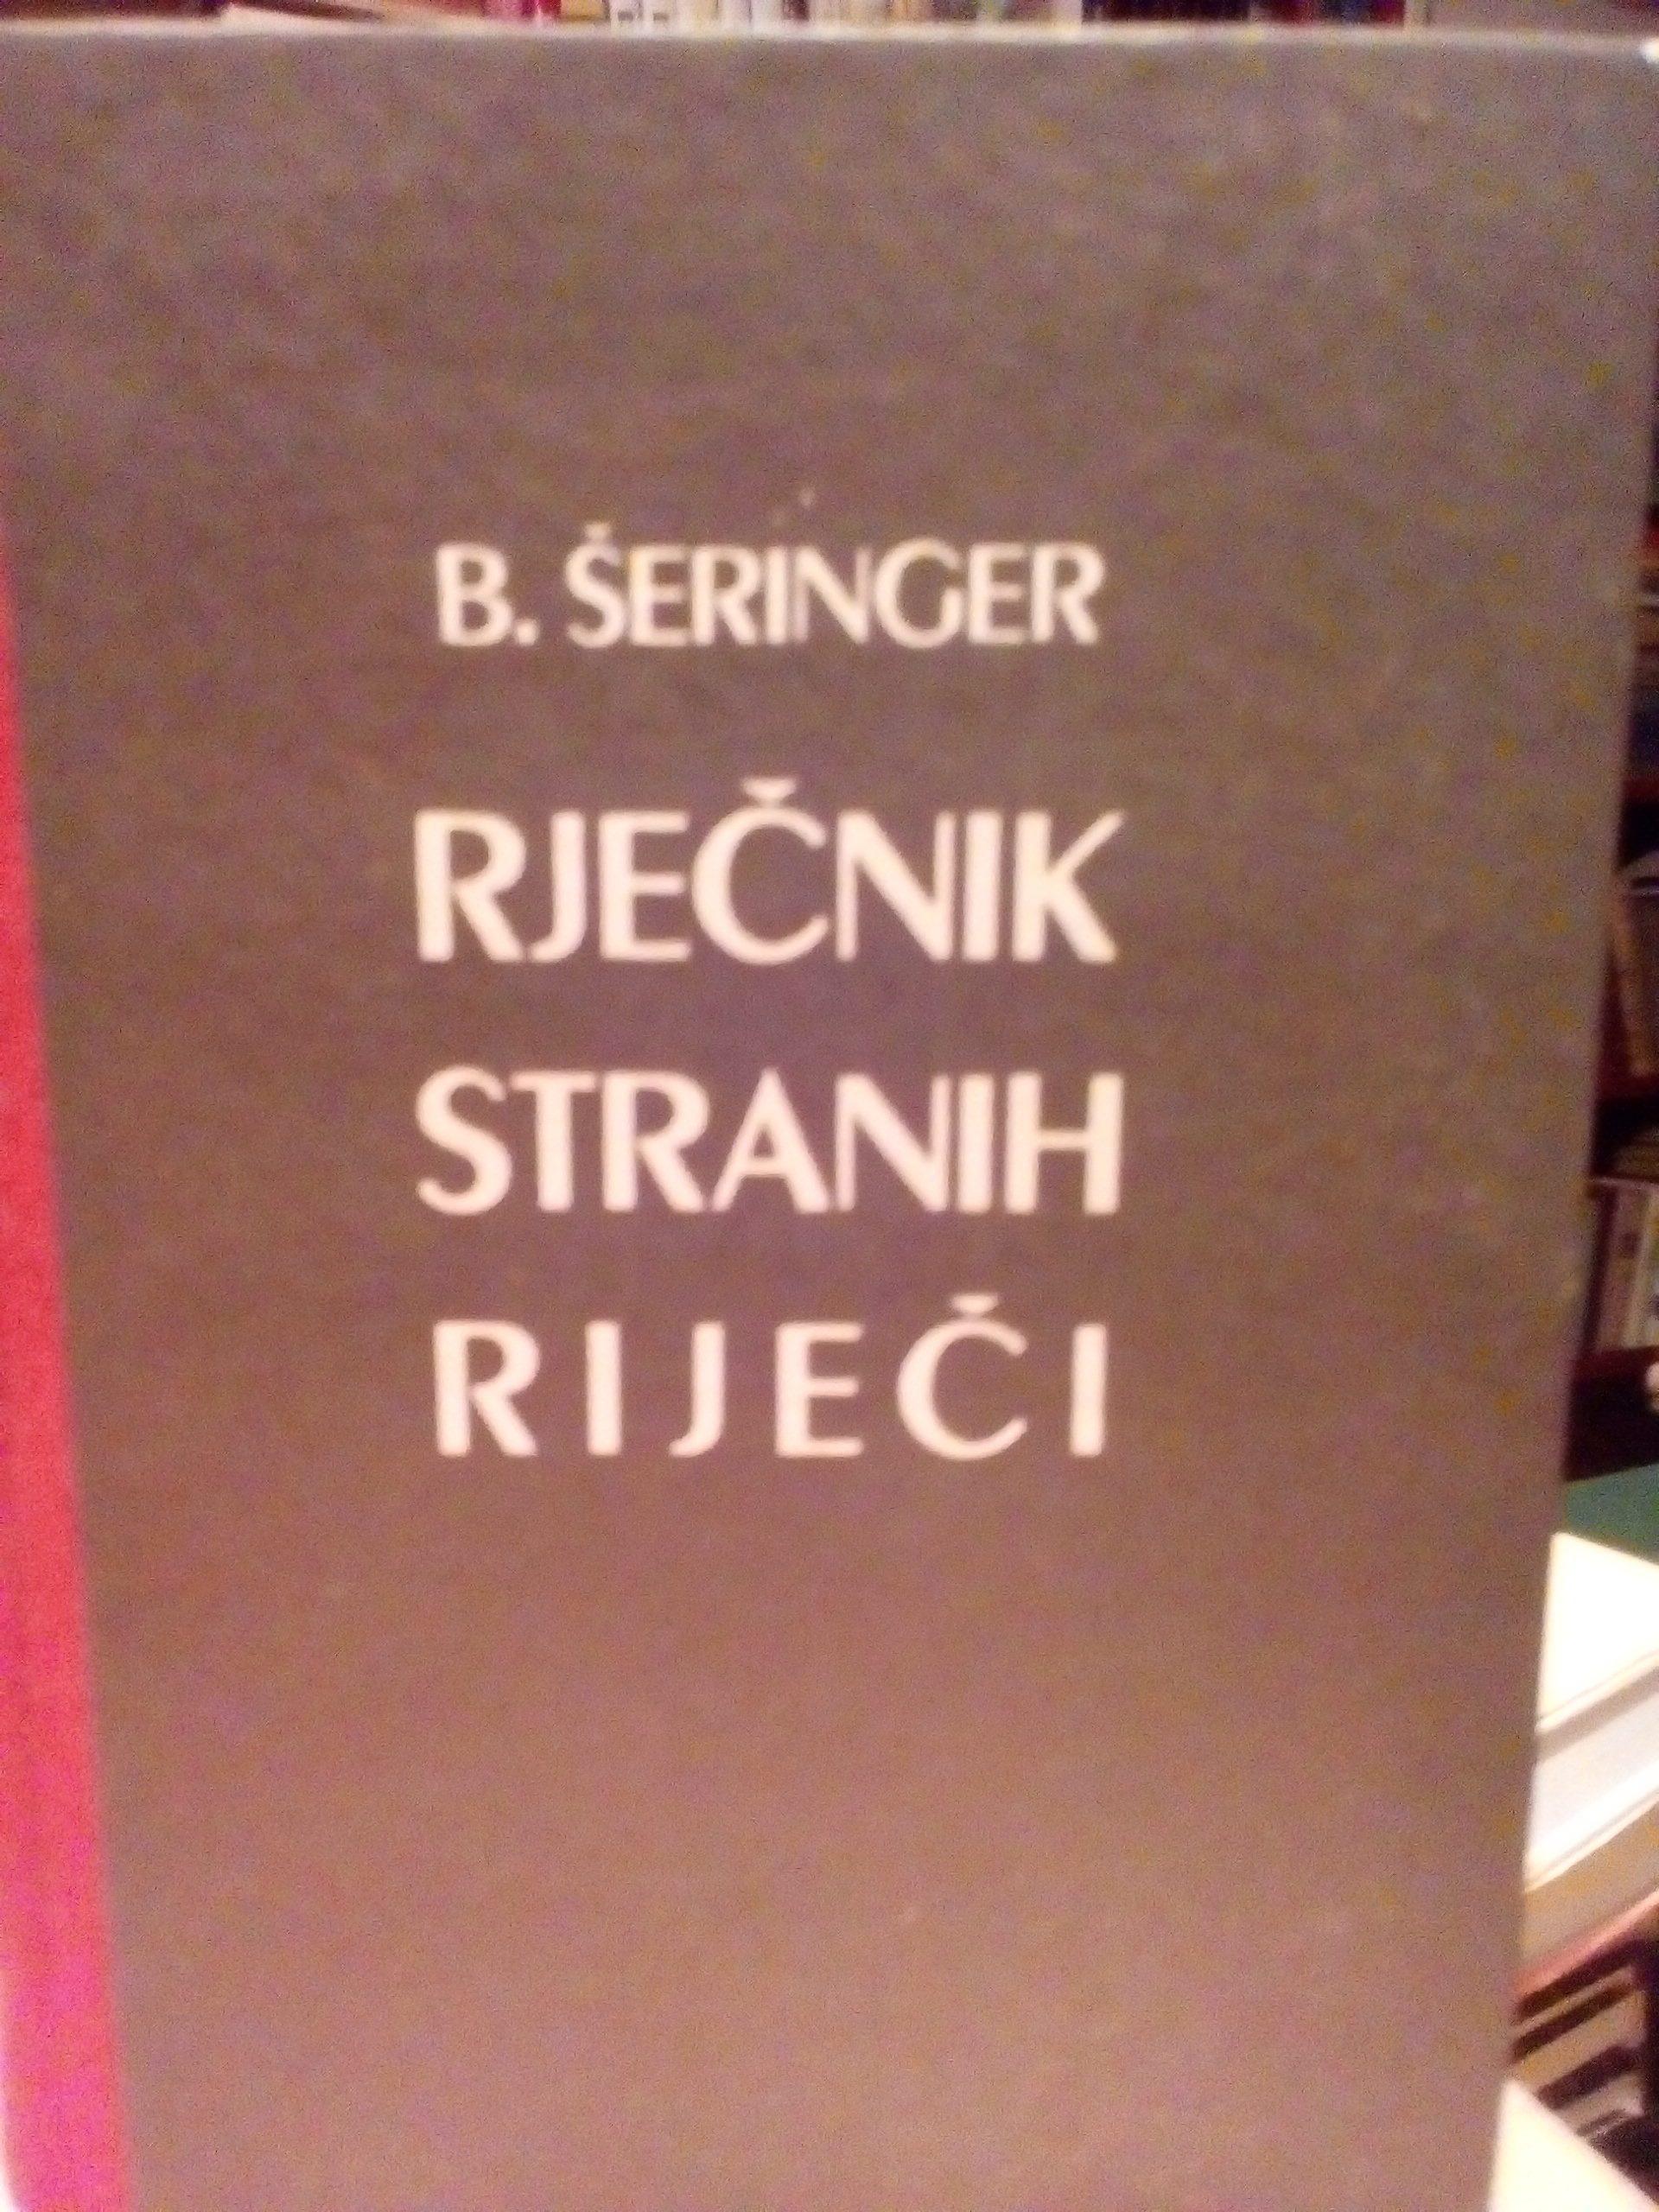 B. ŠERINGER
RJEČNIK
STRANIH
RIJEČI